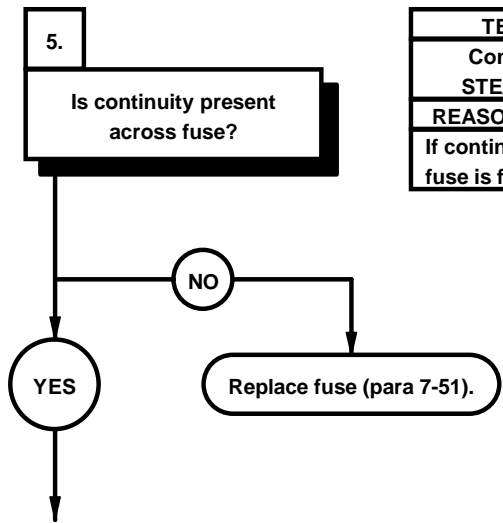 5.
Is continuity present
across fuse?
NO
YES
Replace fuse (para 7-51).
TE
Con
STE
REASO
If contin
fuse is f